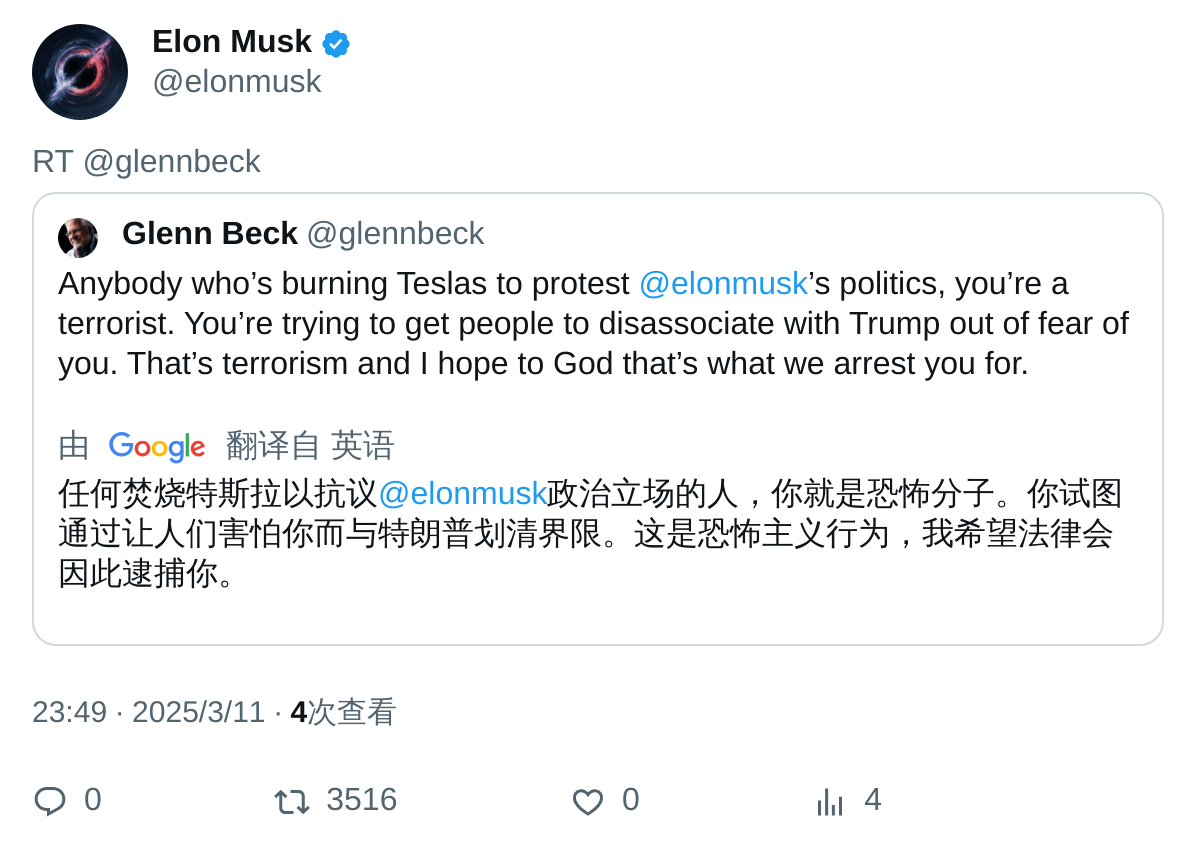 Elon Musk
@elonmusk
RT @glennbeck
Glenn Beck @glennbeck
Anybody who’s burning Teslas to protest @elonmusk’s politics, you’re a
terrorist. You’re trying to get people to disassociate with Trump out of fear of
you. That’s terrorism and I hope to God that’s what we arrest you for.
由 Google 翻译自 英语
任何焚烧特斯拉以抗议@elonmusk政治立场的人，你就是恐怖分子。你试图
通过让人们害怕你而与特朗普划清界限。这是恐怖主义行为，我希望法律会
因此逮捕你。
23:49 · 2025/3/11 · 4次查看
0 3516 0 4